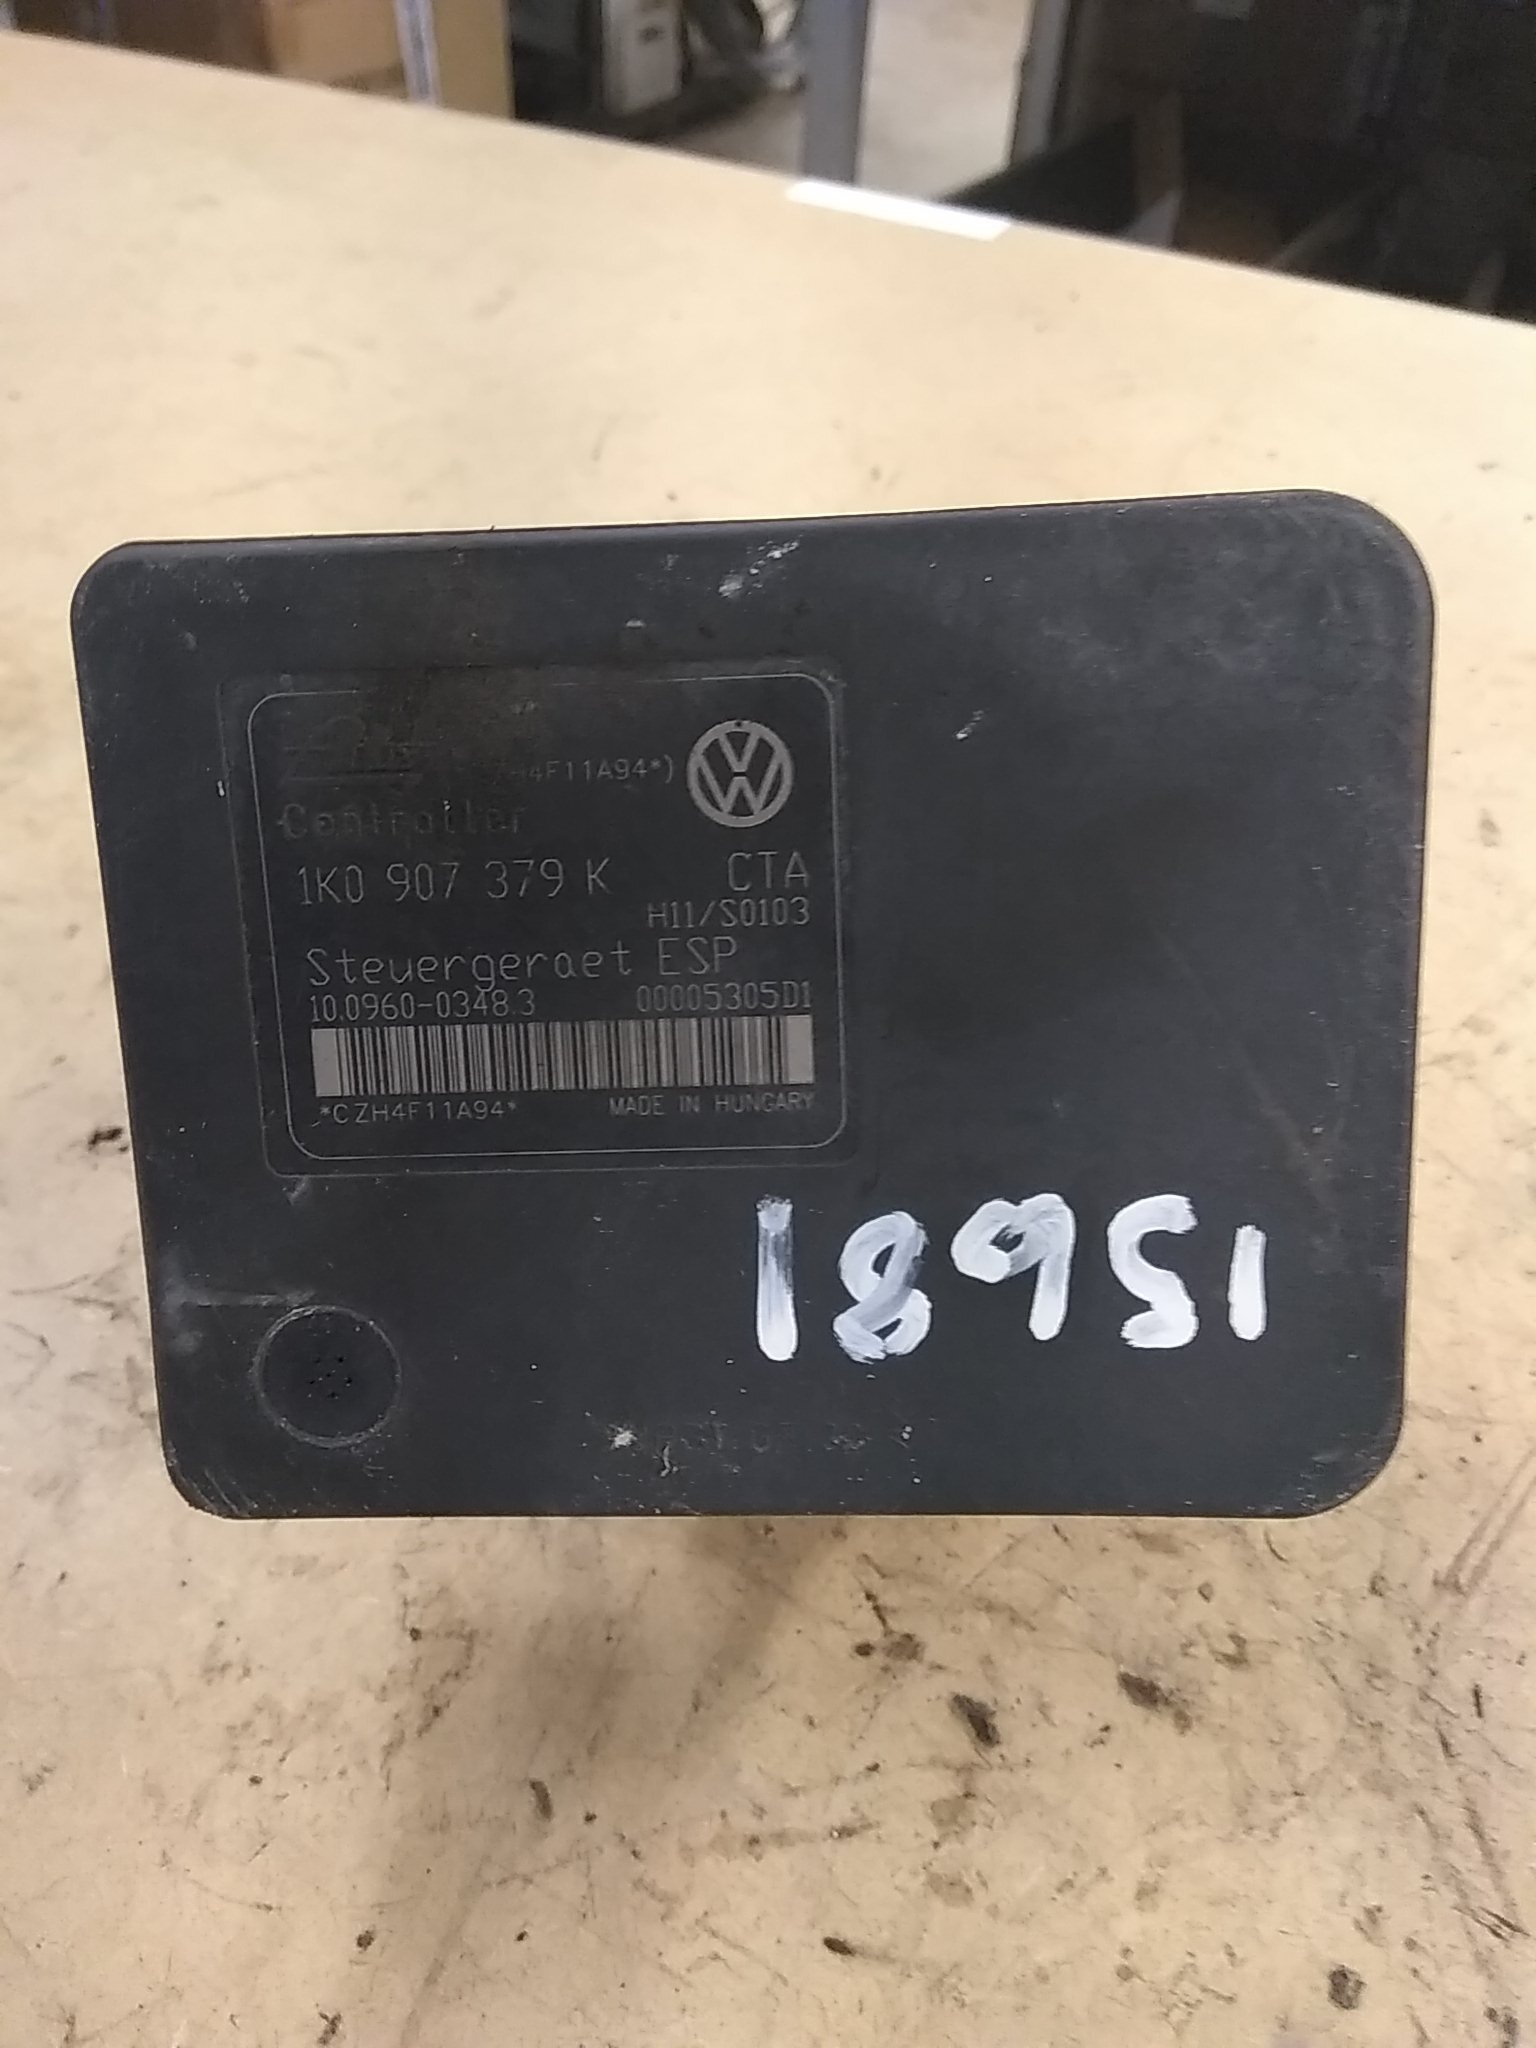 H4F11A94*)
Controller
1K0 907 379 K CTA
H11/S0103
Steuergeraet ESP
10.0960-0348.3 00005305D1
*CZH4F11A94* MADE IN HUNGARY
18951